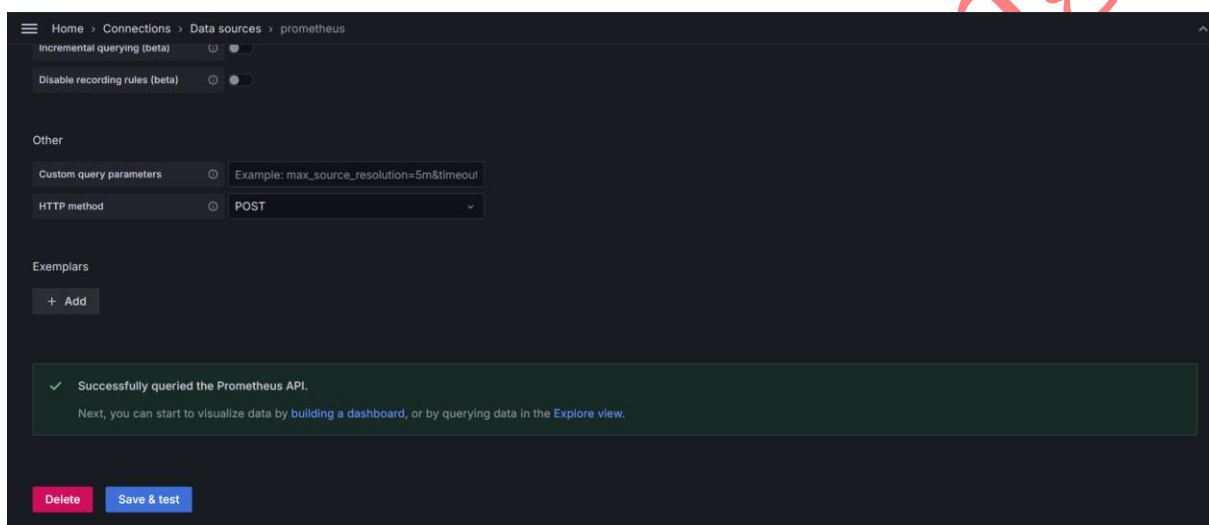 Home › Connections › Data sources › prometheus
Incremental querying (beta)
Disable recording rules (beta)
Other
Custom query parameters Example: max_source_resolution=5m&timeout
HTTP method POST
Exemplars
+ Add
Successfully queried the Prometheus API.
Next, you can start to visualize data by building a dashboard, or by querying data in the Explore view.
Delete Save & test